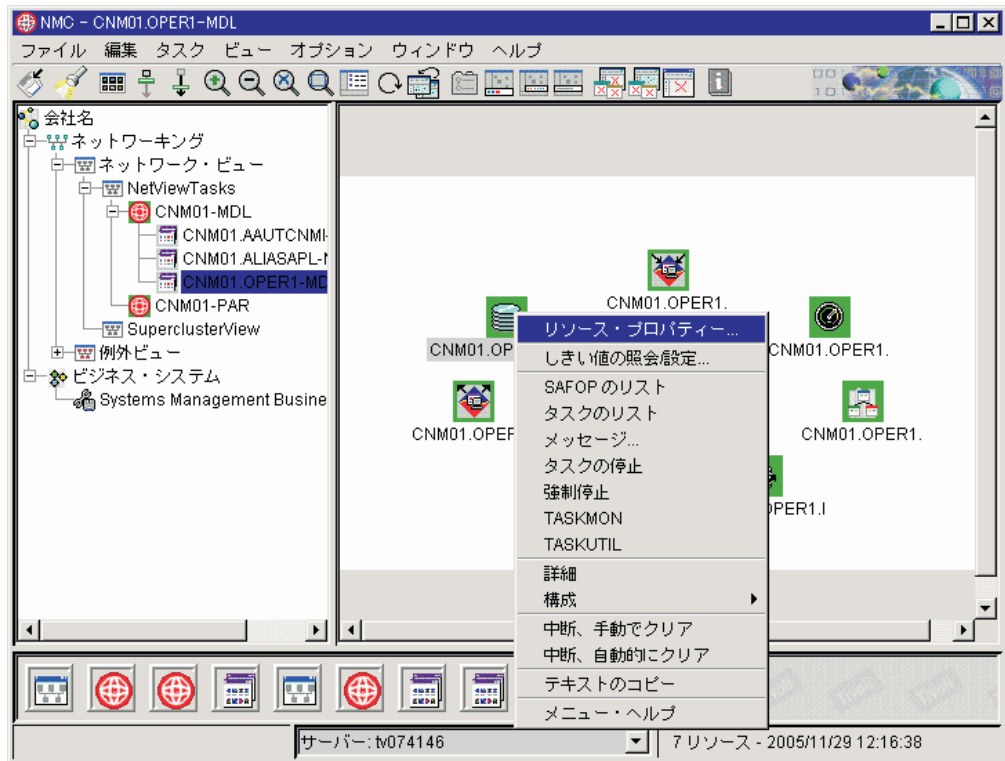 NMC - CNM01.OPER1-MDL
ファイル 編集 タスク ビュー オプション ウィンドウ ヘルプ
会社名
ネットワーキング
ネットワーク・ビュー
NetViewTasks
CNM01-MDL
CNM01.AAUTCNMI-
CNM01.ALIASAPL-
CNM01.OPER1-MD
CNM01-PAR
SuperclusterView
例外ビュー
ビジネス・システム
Systems Management Busine
CNM01.OPER1.
CNM01.OP
CNM01.OPER1.
CNM01.OPER
CNM01.OPER1.
OPER1.I
リソース・プロパティー...
しきい値の照会/設定...
SAFOP のリスト
タスクのリスト
メッセージ...
タスクの停止
強制停止
TASKMON
TASKUTIL
詳細
構成
中断、手動でクリア
中断、自動的にクリア
テキストのコピー
メニュー・ヘルプ
サーバー: tv074146
7 リソース - 2005/11/29 12:16:38